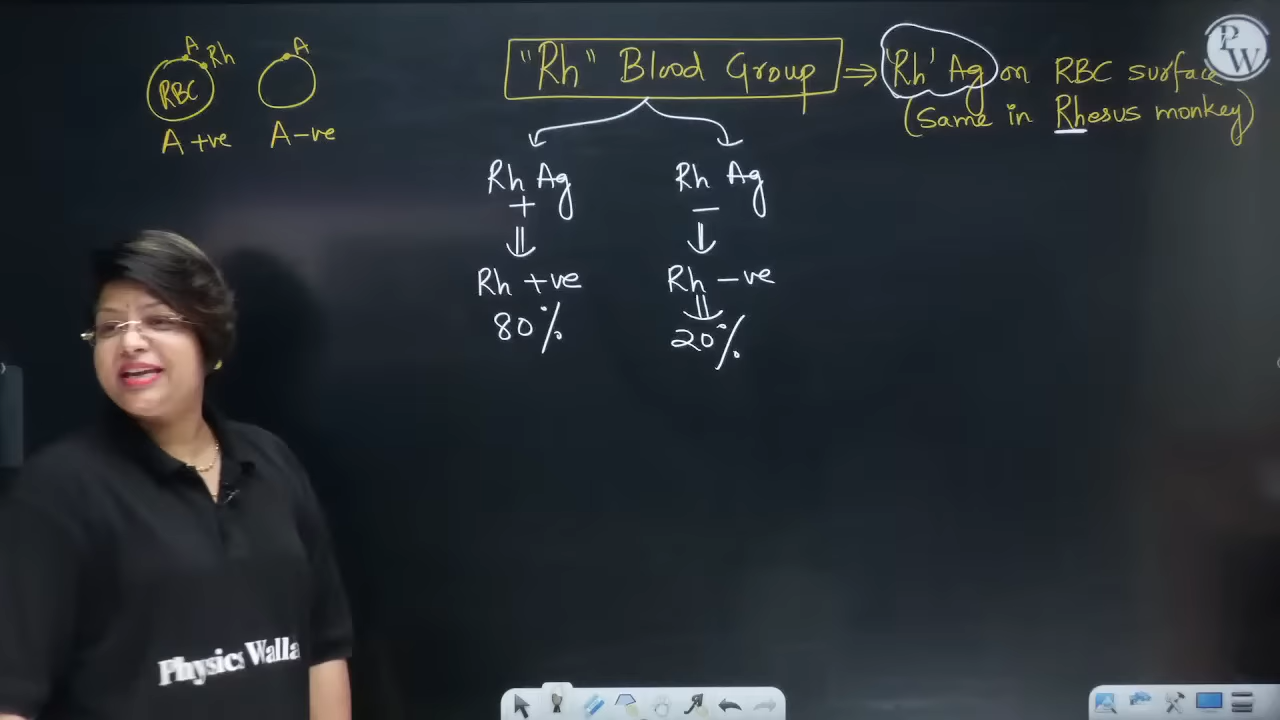 A
Rh
RBC
A +ve
A
A -ve
"Rh" Blood Group ⇒ 'Rh' Ag on RBC surface
(Same in Rhesus monkey)
Rh Ag
+
Rh +ve
80%
Rh Ag
-
Rh -ve
20%
PW
Physics Walla